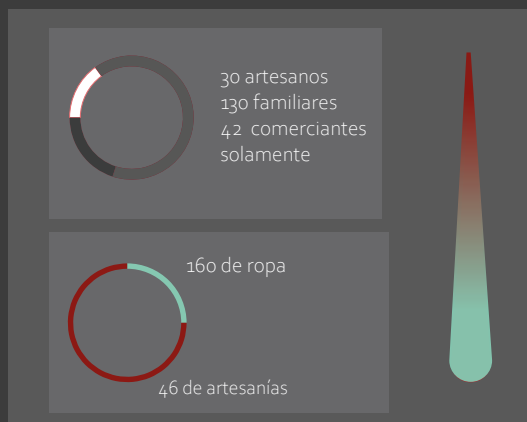 30 artesanos
130 familiares
42 comerciantes
solamente
160 de ropa
46 de artesanías